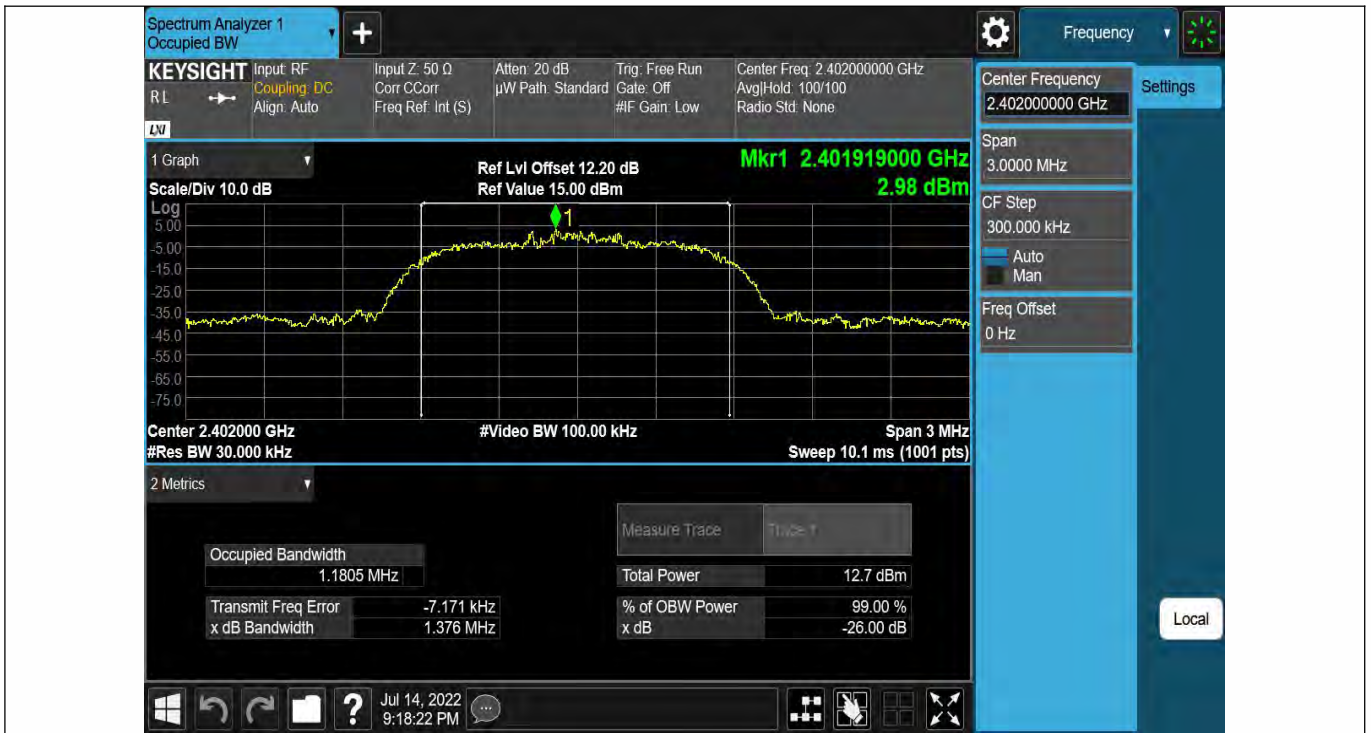 Spectrum Analyzer 1
Occupied BW
+
Frequency
KEYSIGHT
RL
LXI
Input: RF
Coupling: DC
Align: Auto
Input Z: 50 Ω
Corr CCorr
Freq Ref: Int (S)
Atten: 20 dB
µW Path: Standard
Trig: Free Run
Gate: Off
#IF Gain: Low
Center Freq: 2.402000000 GHz
Avg|Hold: 100/100
Radio Std: None
Center Frequency
2.402000000 GHz
Settings
Span
3.0000 MHz
CF Step
300.000 kHz
Auto
Man
Freq Offset
0 Hz
Local
1 Graph
Scale/Div 10.0 dB
Ref Lvl Offset 12.20 dB
Ref Value 15.00 dBm
Mkr1 2.401919000 GHz
2.98 dBm
Log
5.00
-5.00
-15.0
-25.0
-35.0
-45.0
-55.0
-65.0
-75.0
1
Center 2.402000 GHz
#Res BW 30.000 kHz
#Video BW 100.00 kHz
Span 3 MHz
Sweep 10.1 ms (1001 pts)
2 Metrics
Measure Trace
Trace 1
Occupied Bandwidth
1.1805 MHz
Total Power 12.7 dBm
Transmit Freq Error -7.171 kHz
% of OBW Power 99.00 %
x dB Bandwidth 1.376 MHz
x dB -26.00 dB
?
Jul 14, 2022
9:18:22 PM